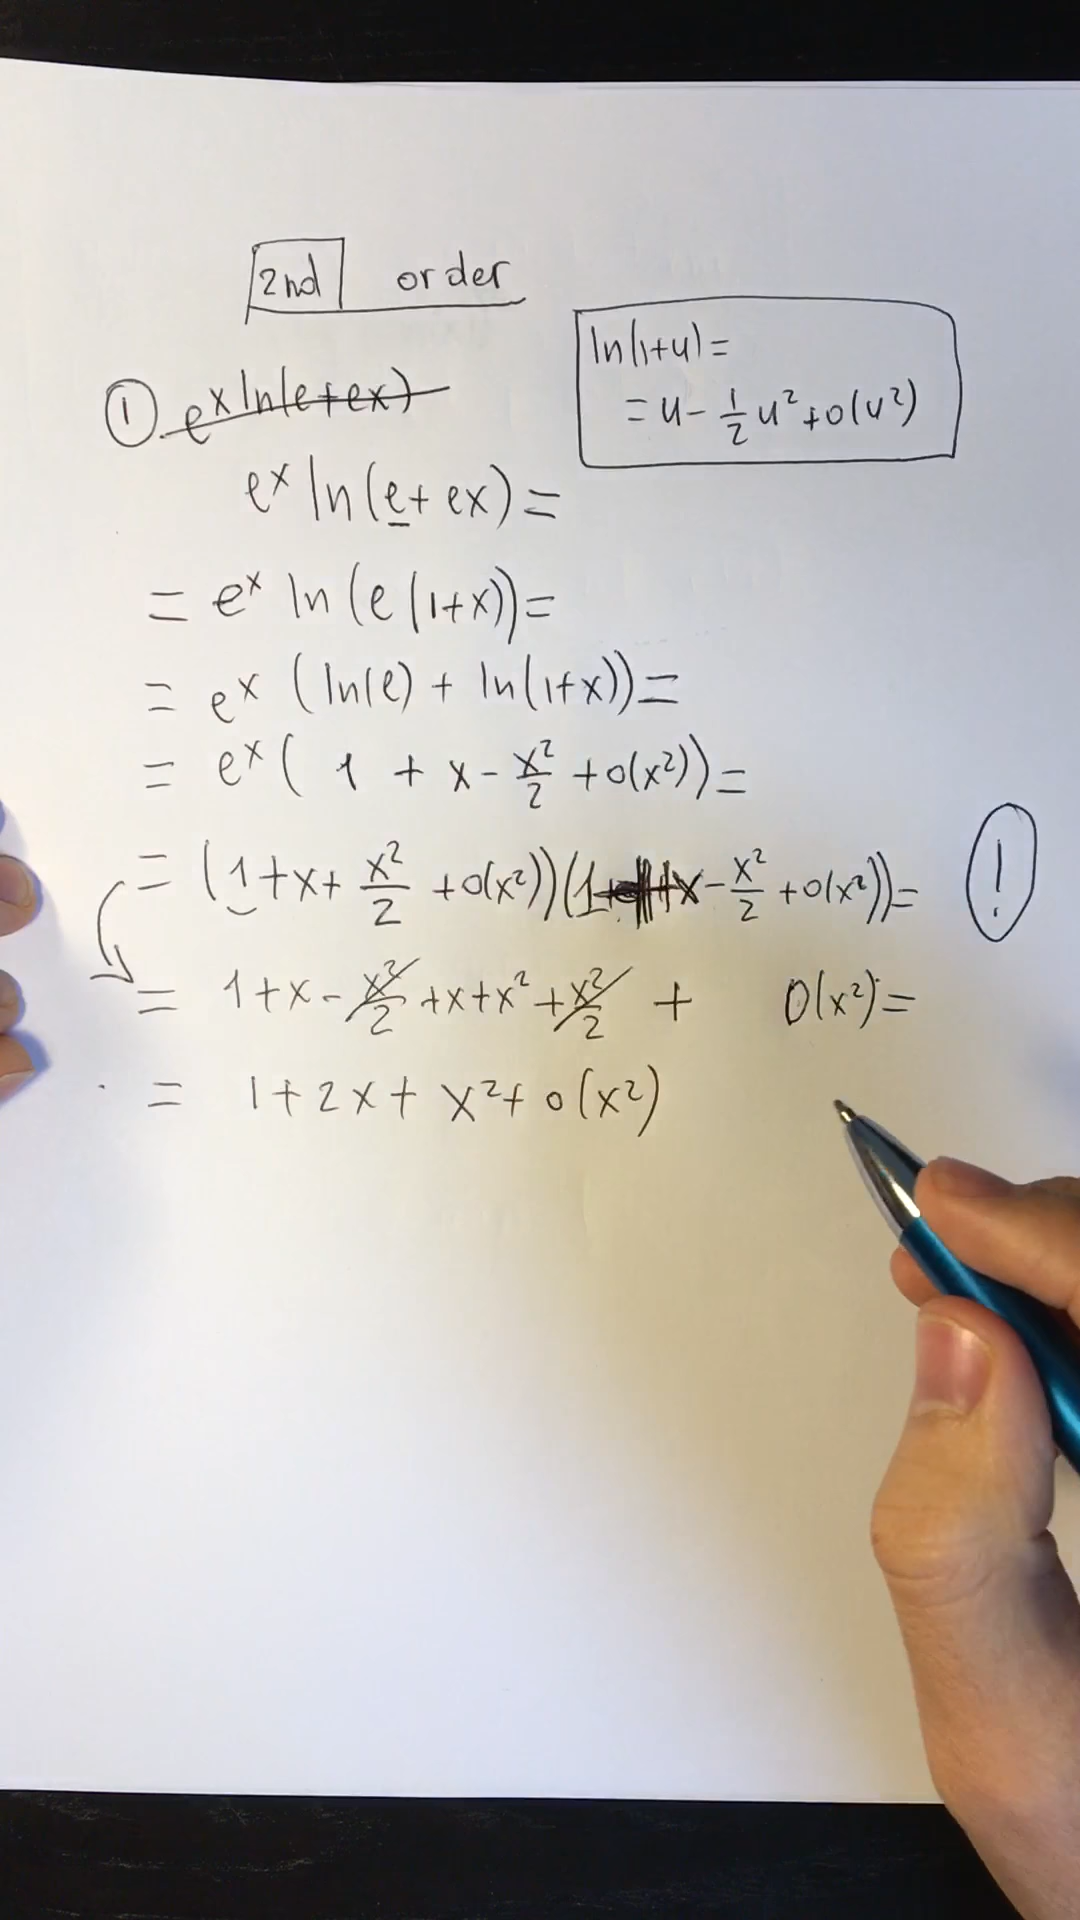 2nd order
ln(1+u)=
= u - 1/2 u² + o(u²)
① e^x ln(e+ex)
e^x ln(e+ex)=
= e^x ln(e(1+x))=
= e^x (ln(e) + ln(1+x))=
= e^x ( 1 + x - x²/2 + o(x²))=
= (1+x+ x²/2 + o(x²))(1+x - x²/2 + o(x²))= !
= 1+x - x²/2 + x + x² + x²/2 + o(x²)=
= 1+2x+ x² + o(x²)